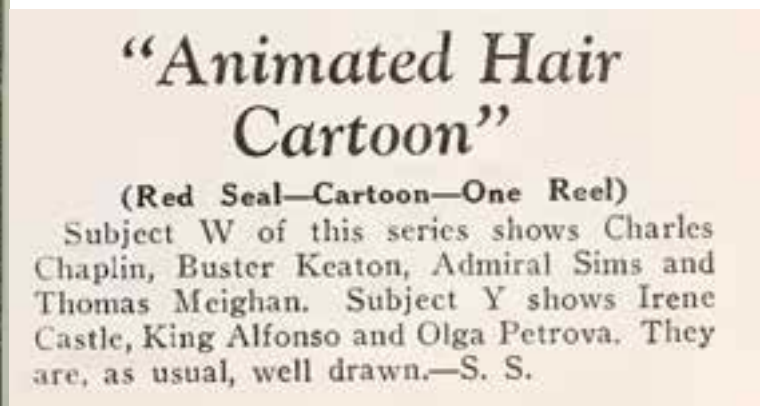 “Animated Hair
Cartoon”
(Red Seal—Cartoon—One Reel)
Subject W of this series shows Charles
Chaplin, Buster Keaton, Admiral Sims and
Thomas Meighan. Subject Y shows Irene
Castle, King Alfonso and Olga Petrova. They
are, as usual, well drawn.—S. S.